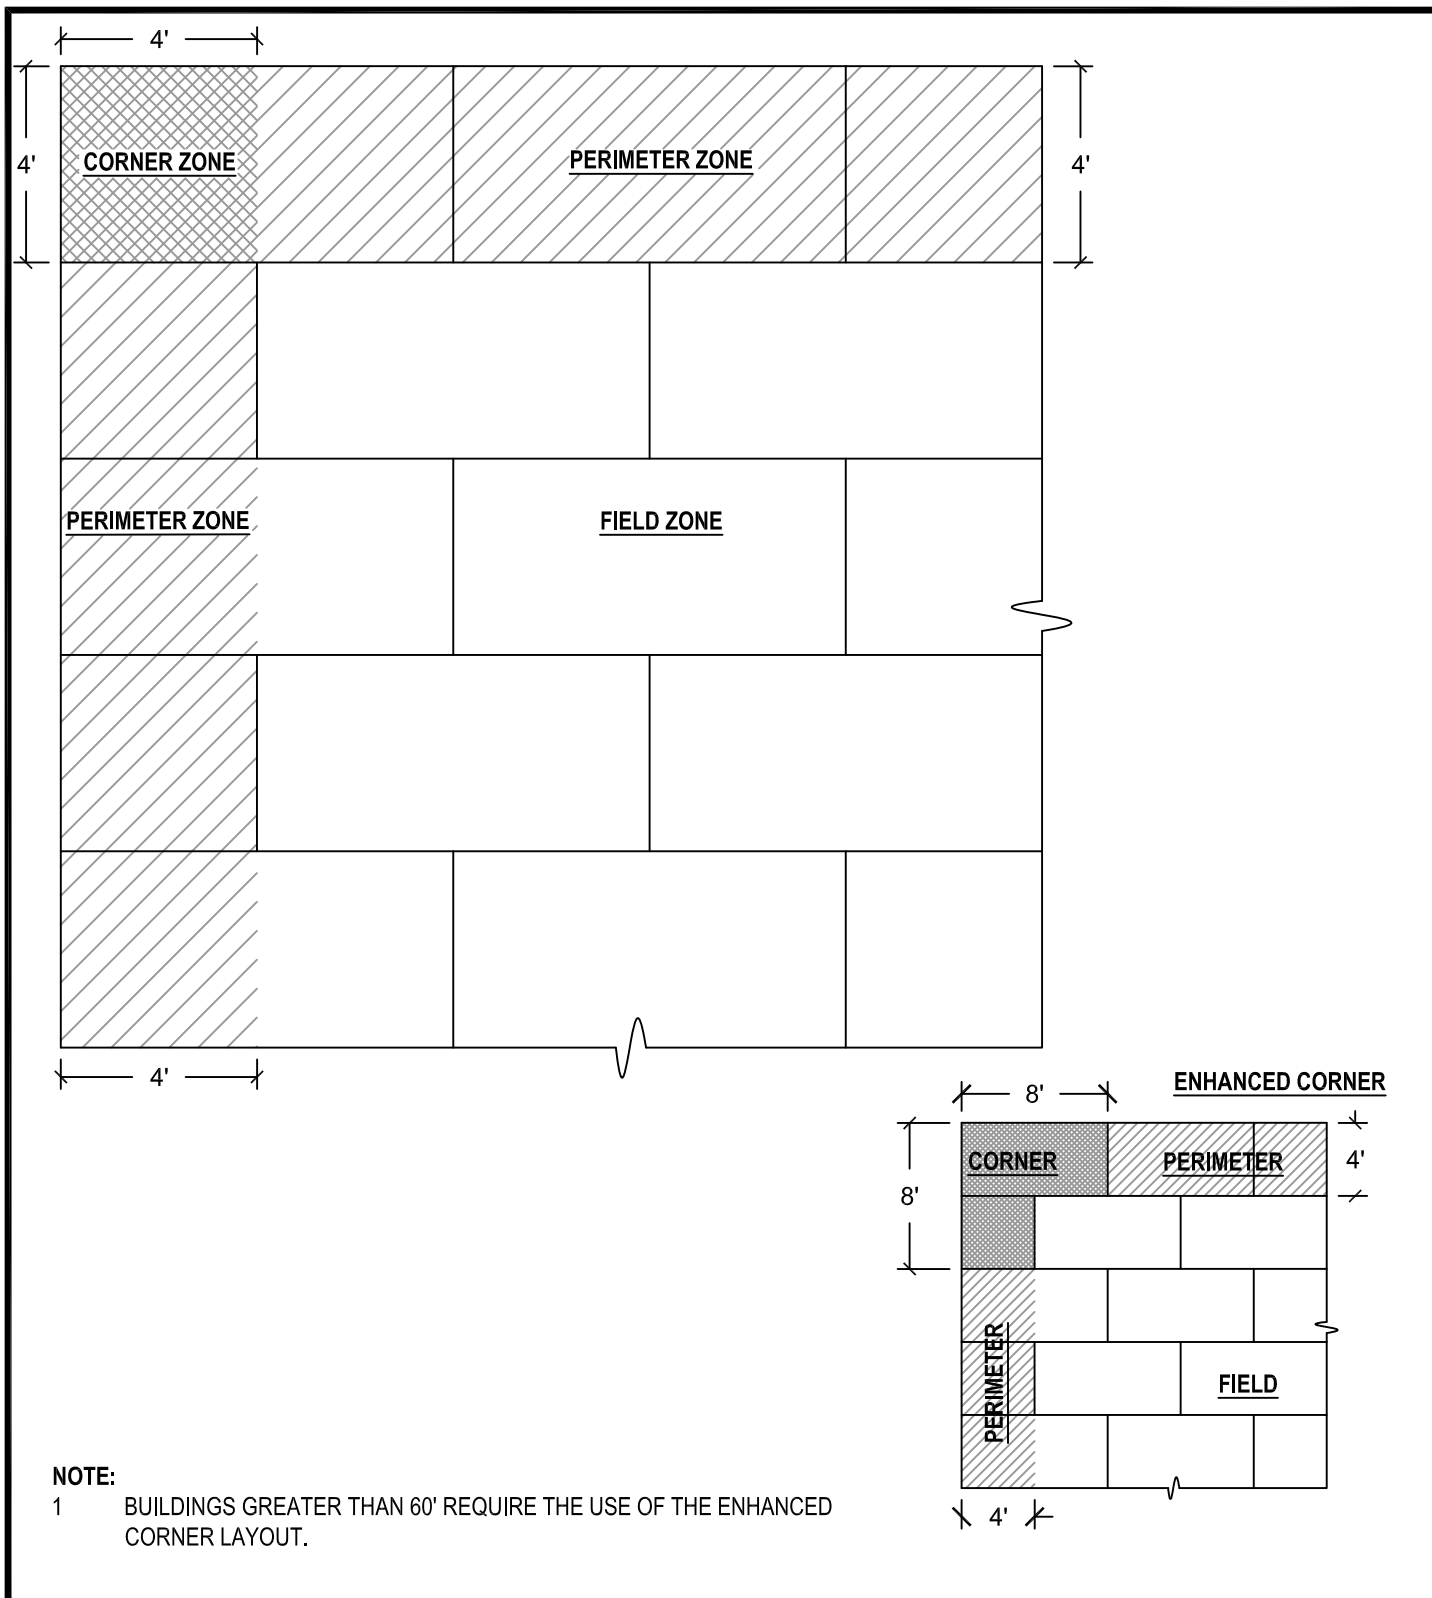 4'
4'
CORNER ZONE
PERIMETER ZONE
4'
PERIMETER ZONE
FIELD ZONE
4'
ENHANCED CORNER
8'
CORNER
PERIMETER
4'
8'
PERIMETER
FIELD
4'
NOTE:
1 BUILDINGS GREATER THAN 60' REQUIRE THE USE OF THE ENHANCED
CORNER LAYOUT.